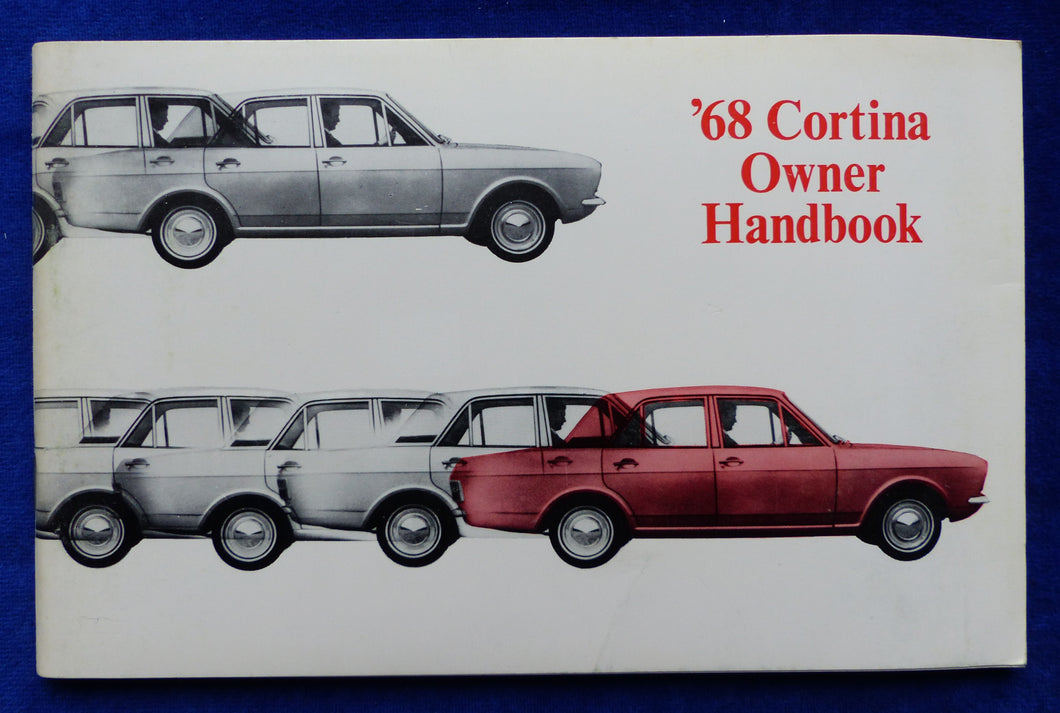 ’68 Cortina
Owner
Handbook